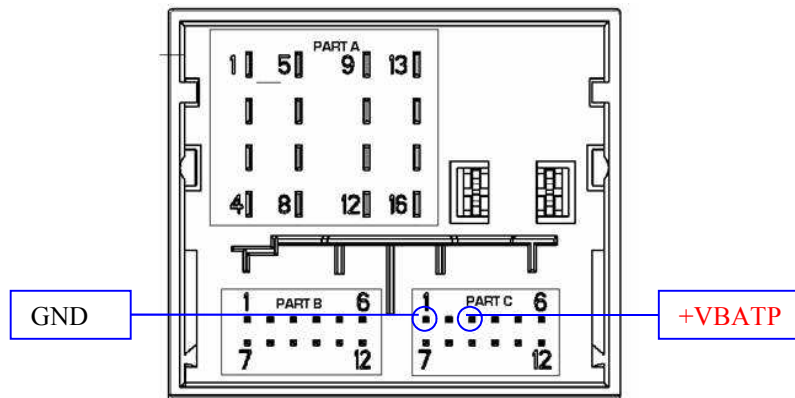 PART A
1 5 9 13
4 8 12 16
1 PART B 6
1 PART C 6
GND
+VBATP
7 12
7 12